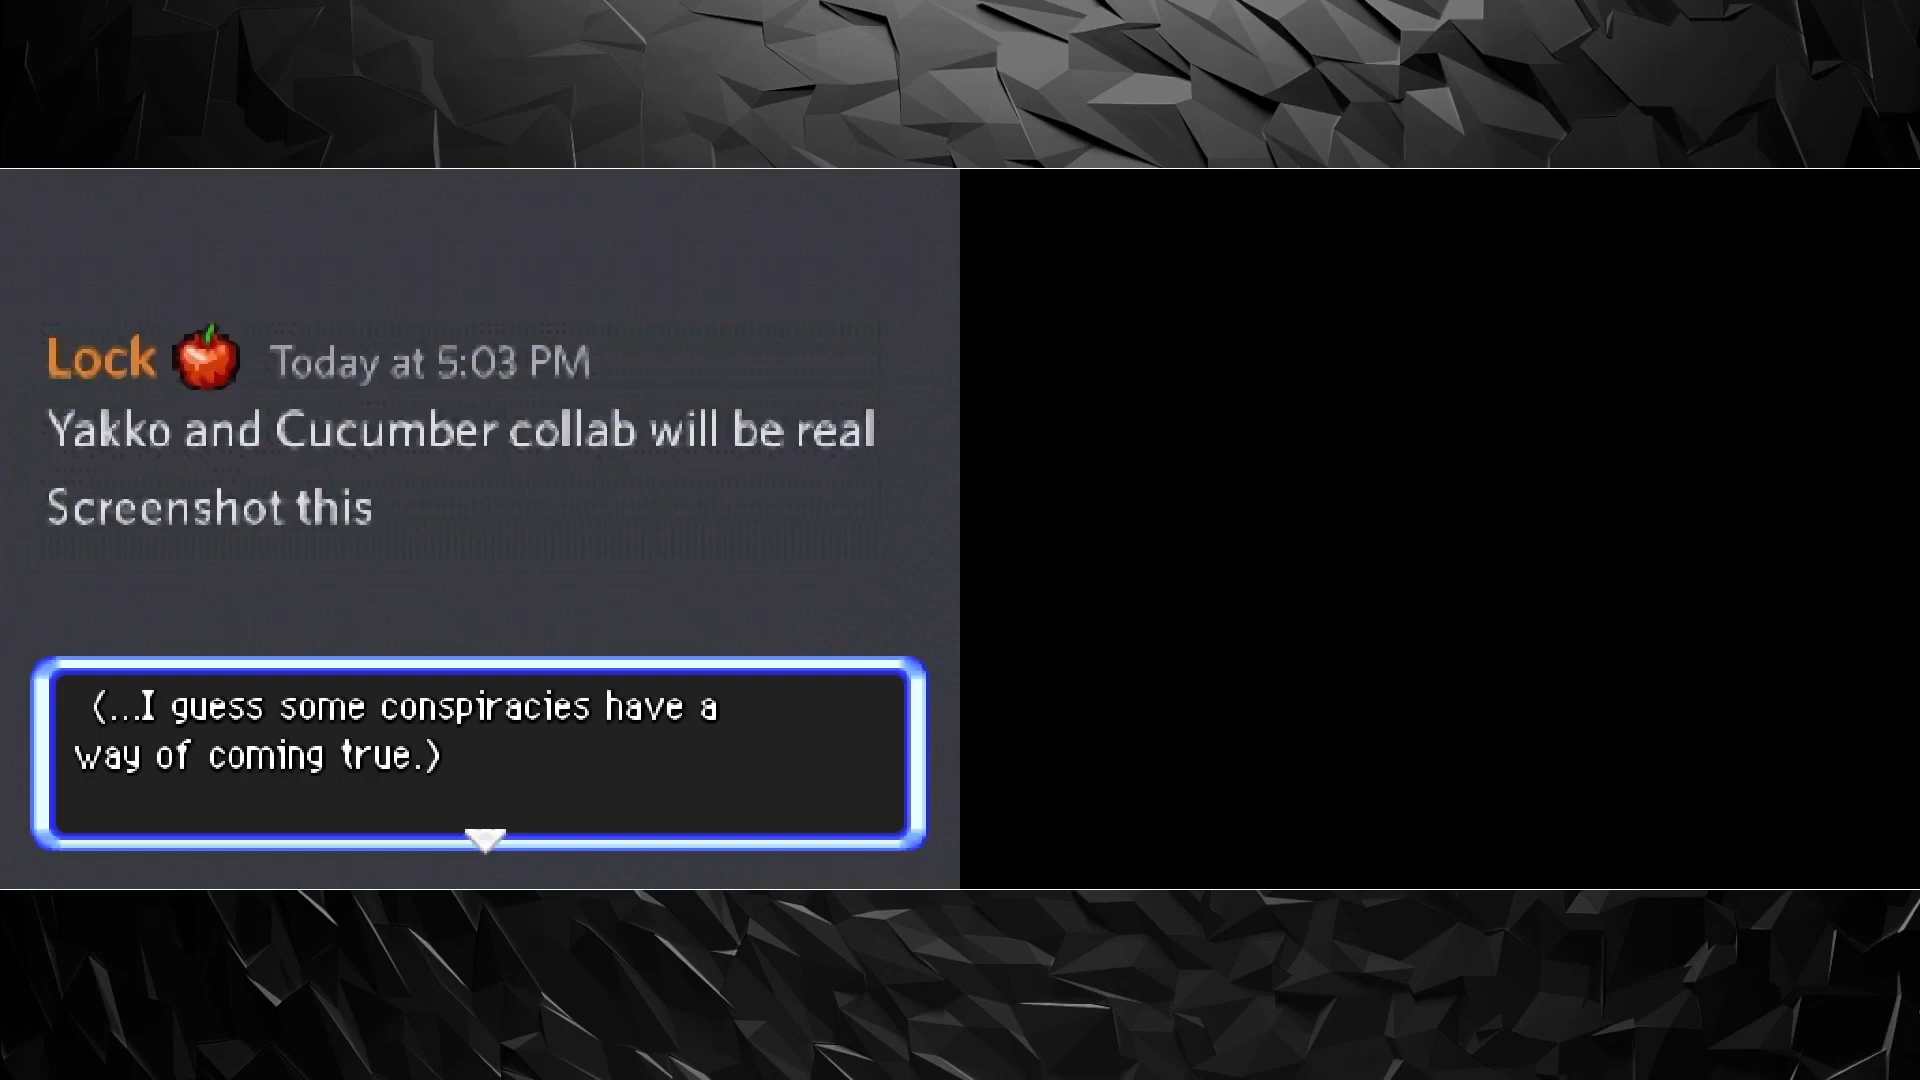 Lock Today at 5:03 PM
Yakko and Cucumber collab will be real
Screenshot this
(...I guess some conspiracies have a
way of coming true.)